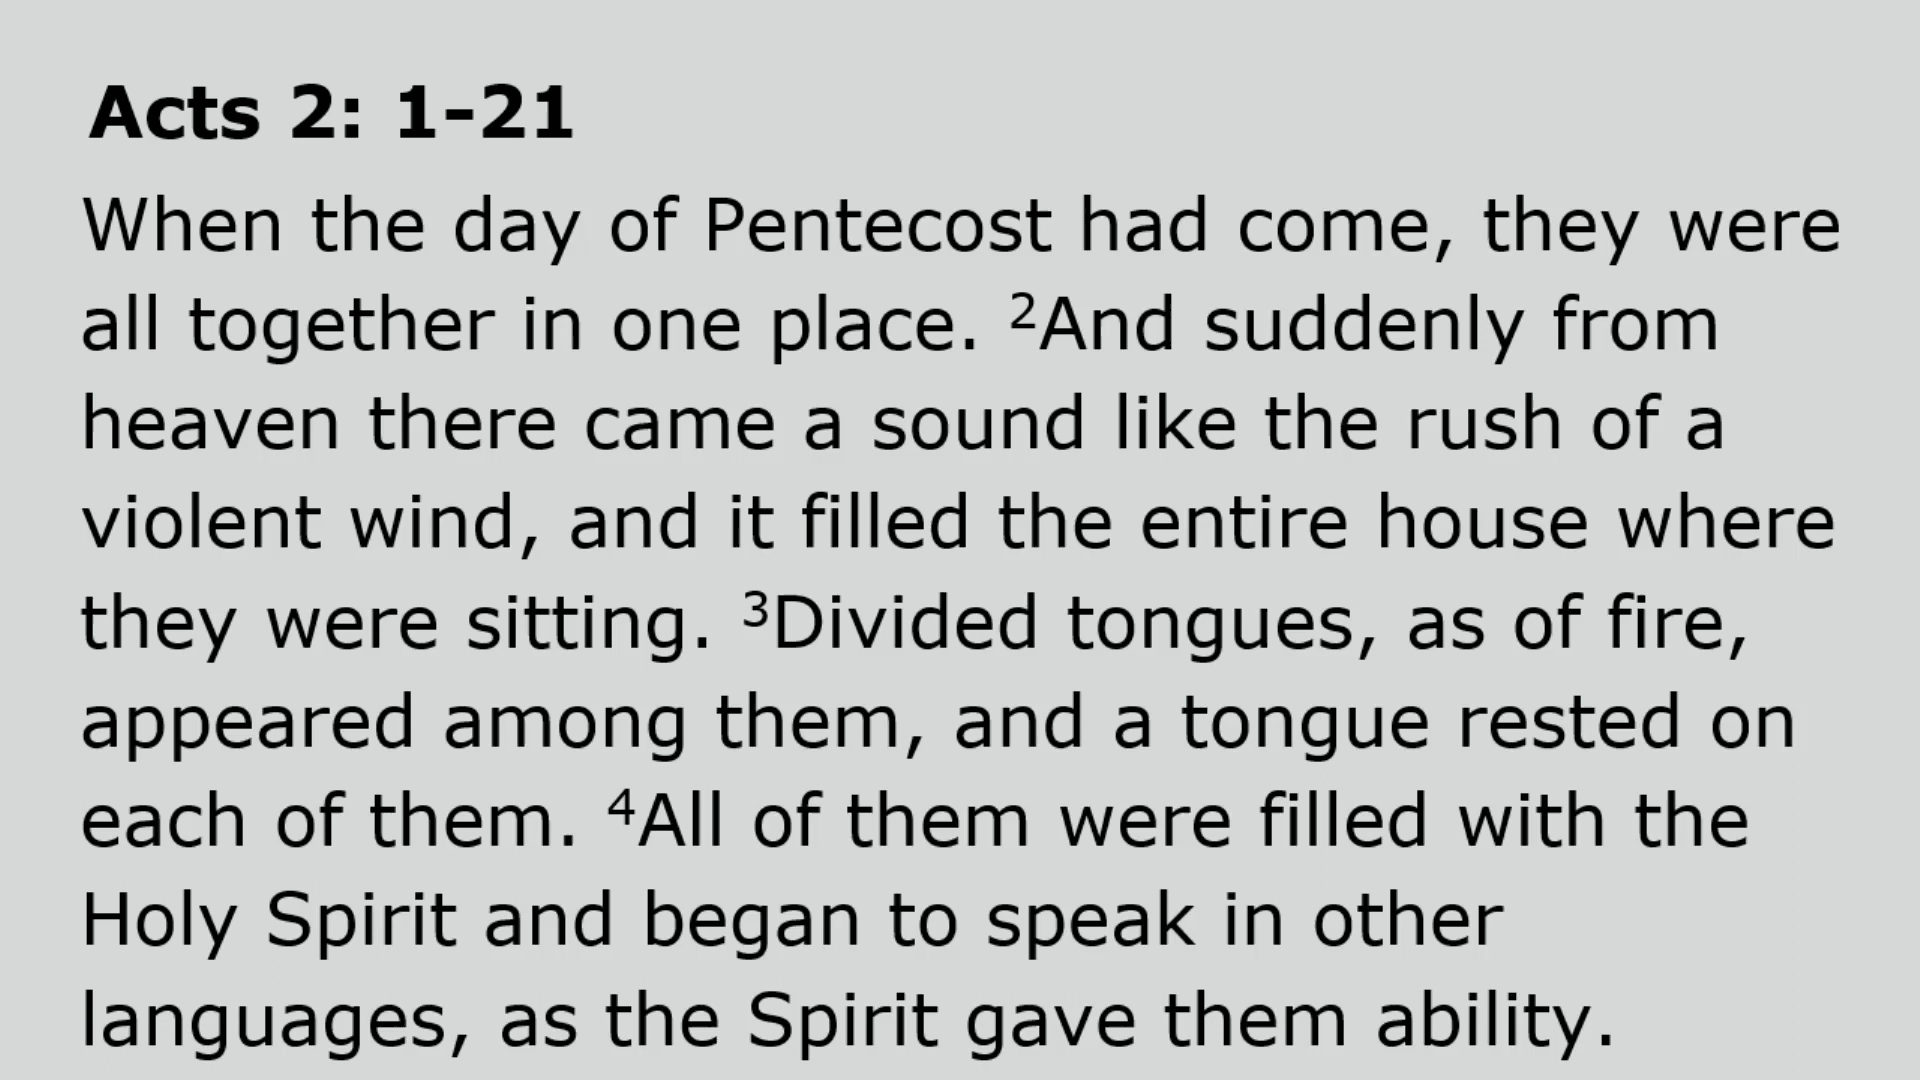 Acts 2: 1-21
When the day of Pentecost had come, they were
all together in one place. ²And suddenly from
heaven there came a sound like the rush of a
violent wind, and it filled the entire house where
they were sitting. ³Divided tongues, as of fire,
appeared among them, and a tongue rested on
each of them. ⁴All of them were filled with the
Holy Spirit and began to speak in other
languages, as the Spirit gave them ability.